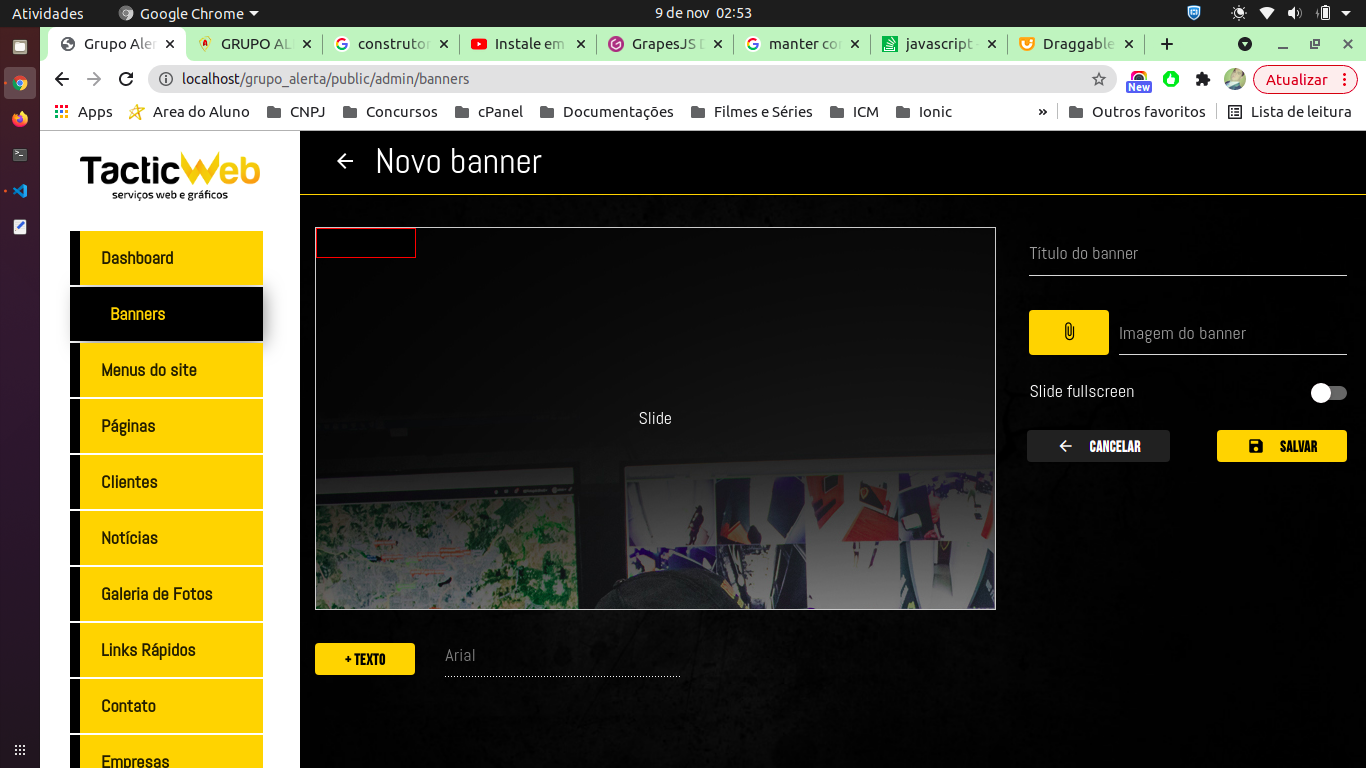 Atividades
Google Chrome
9 de nov 02:53
Grupo Aler
GRUPO AL
construtor
Instale em
GrapesJS D
manter co
javascript -
Draggable
localhost/grupo_alerta/public/admin/banners
New
Atualizar
Apps
Area do Aluno
CNPJ
Concursos
cPanel
Documentações
Filmes e Séries
ICM
Ionic
»
Outros favoritos
Lista de leitura
TacticWeb
serviços web e gráficos
Novo banner
Dashboard
Banners
Menus do site
Páginas
Clientes
Notícias
Galeria de Fotos
Links Rápidos
Contato
Empresas
Slide
+ TEXTO
Arial
Título do banner
Imagem do banner
Slide fullscreen
CANCELAR
SALVAR